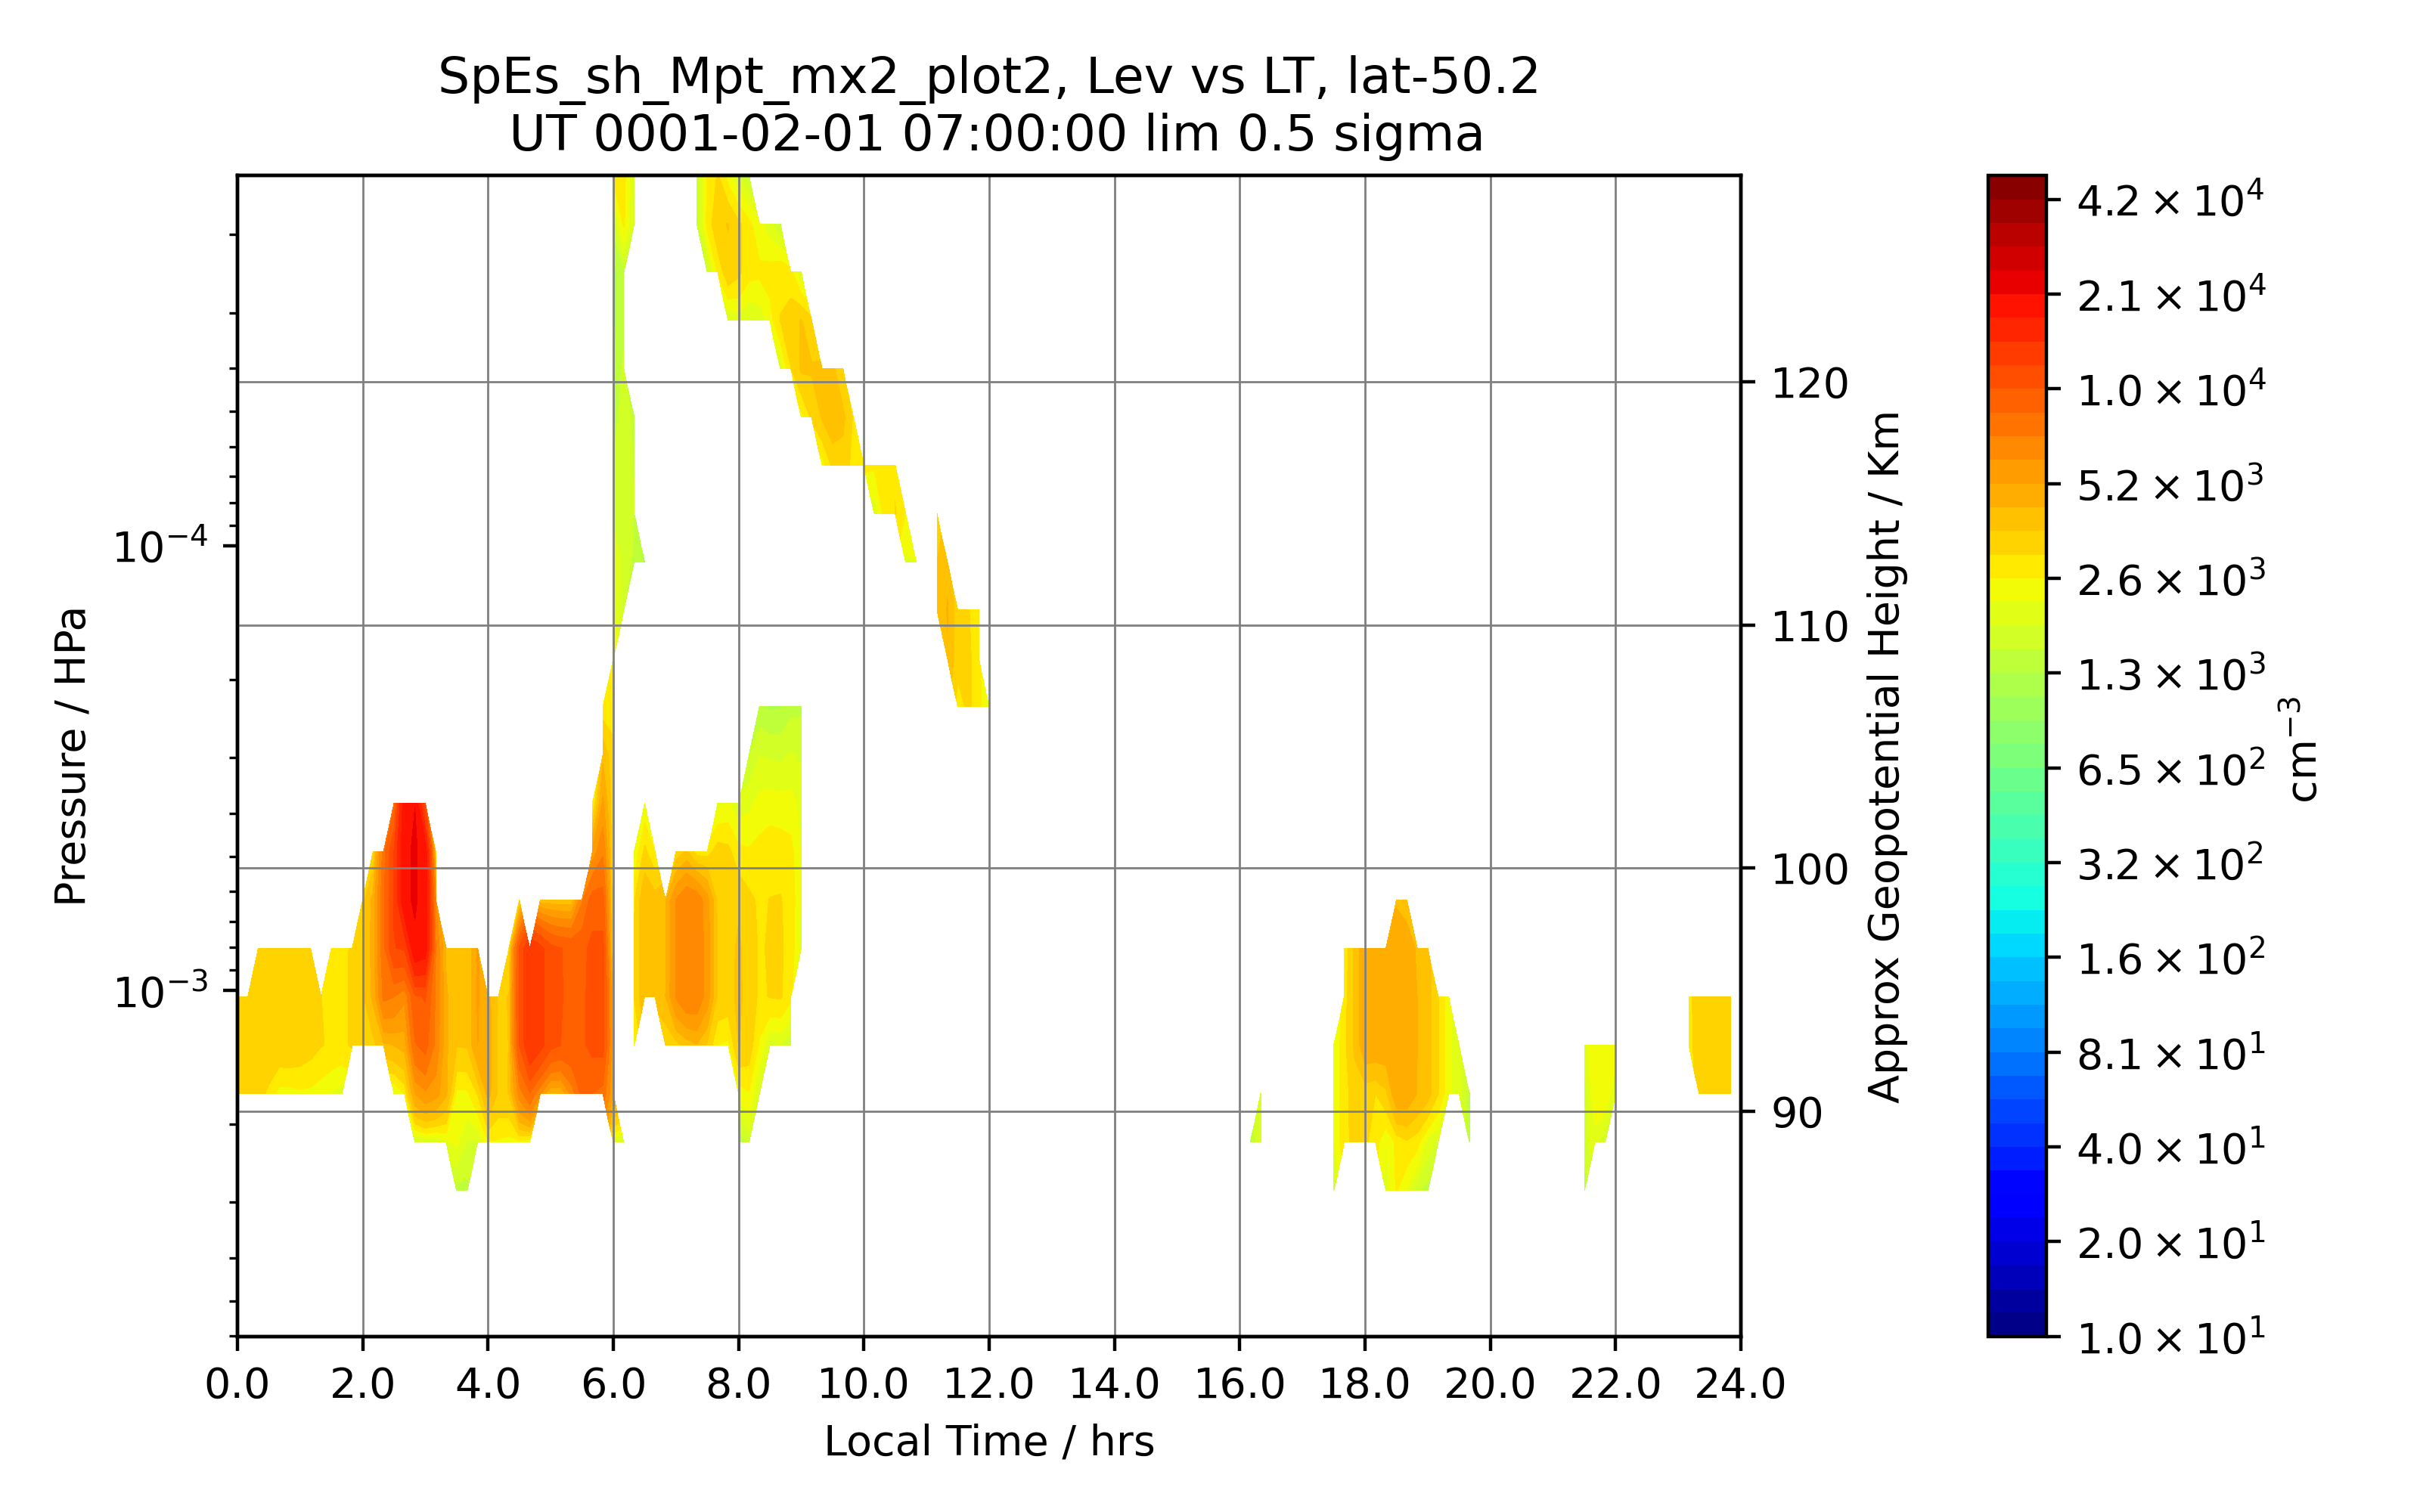 SpEs_sh_Mpt_mx2_plot2, Lev vs LT, lat-50.2
UT 0001-02-01 07:00:00 lim 0.5 sigma
Pressure / HPa
10⁻⁴
10⁻³
120
110
100
90
Approx Geopotential Height / Km
4.2 × 10⁴
2.1 × 10⁴
1.0 × 10⁴
5.2 × 10³
2.6 × 10³
1.3 × 10³
6.5 × 10²
3.2 × 10²
1.6 × 10²
8.1 × 10¹
4.0 × 10¹
2.0 × 10¹
1.0 × 10¹
cm⁻³
0.0 2.0 4.0 6.0 8.0 10.0 12.0 14.0 16.0 18.0 20.0 22.0 24.0
Local Time / hrs